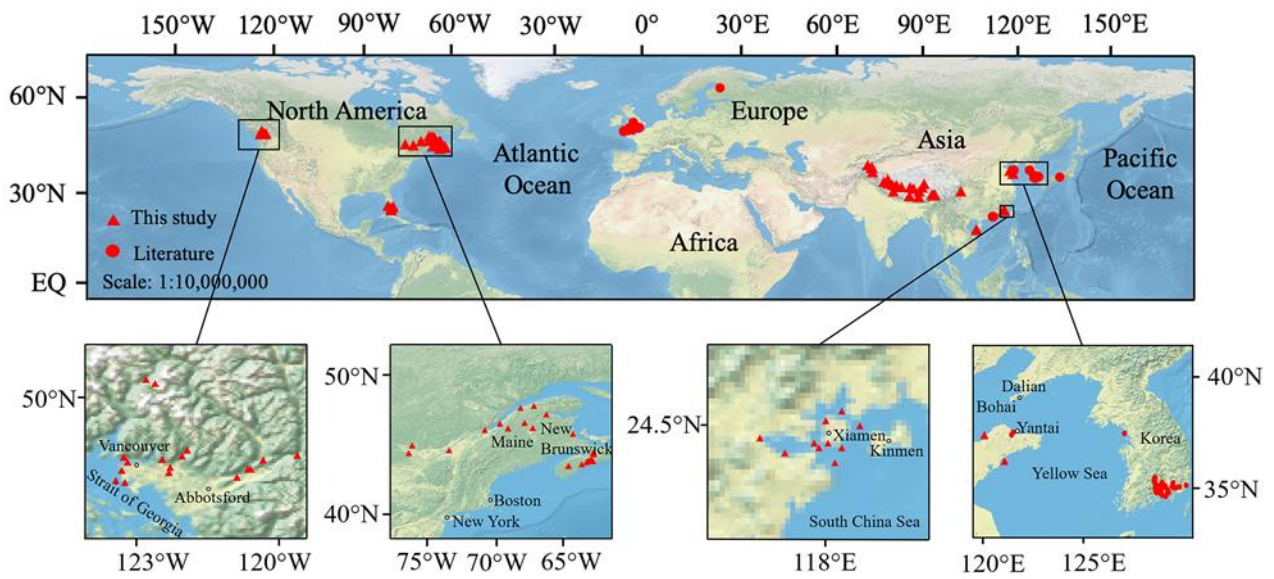 150°W 120°W 90°W 60°W 30°W 0° 30°E 60°E 90°E 120°E 150°E
60°N
North America
Europe
Asia
Atlantic
Ocean
Pacific
Ocean
30°N
This study
Africa
Literature
EQ
Scale: 1:10,000,000
50°N
Vancouver
Strait of Georgia
Abbotsford
123°W 120°W
50°N
Maine
New
Brunswick
Boston
40°N
New York
75°W 70°W 65°W
24.5°N
Xiamen
Kinmen
South China Sea
118°E
Dalian
40°N
Bohai
Yantai
Korea
Yellow Sea
35°N
120°E 125°E